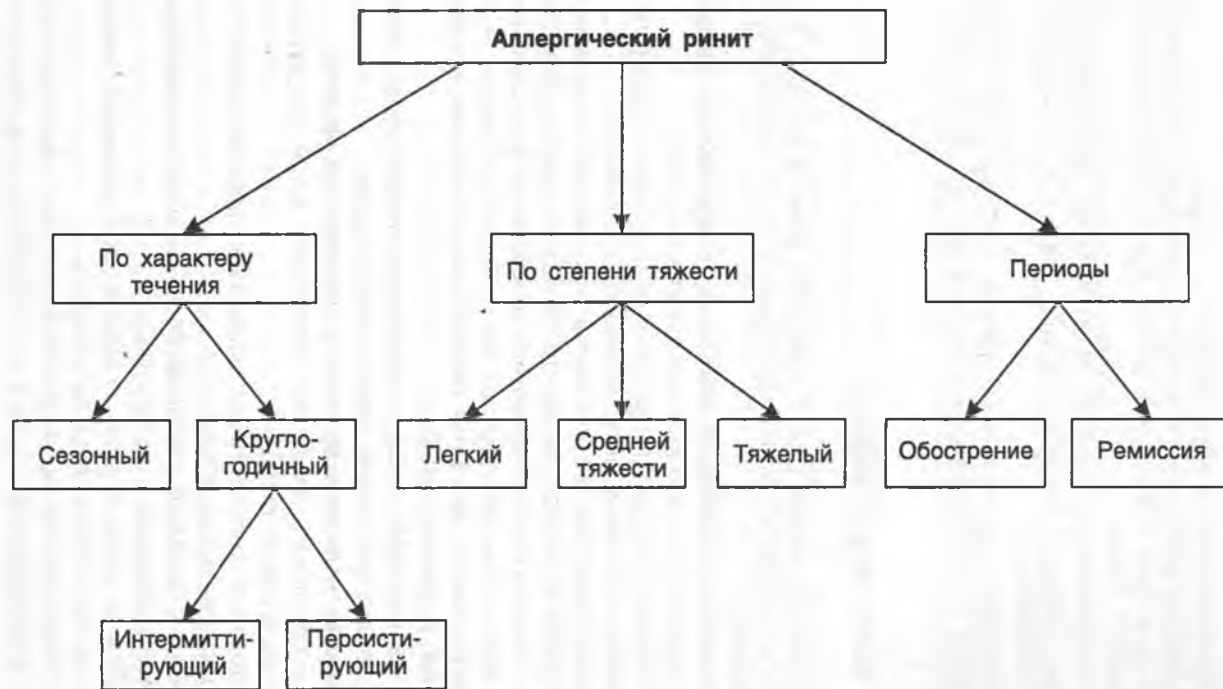 Аллергический ринит
По характеру
течения
По степени тяжести
Периоды
Сезонный
Кругло-
годичный
Легкий
Средней
тяжести
Тяжелый
Обострение
Ремиссия
Интермитти-
рующий
Персисти-
рующий